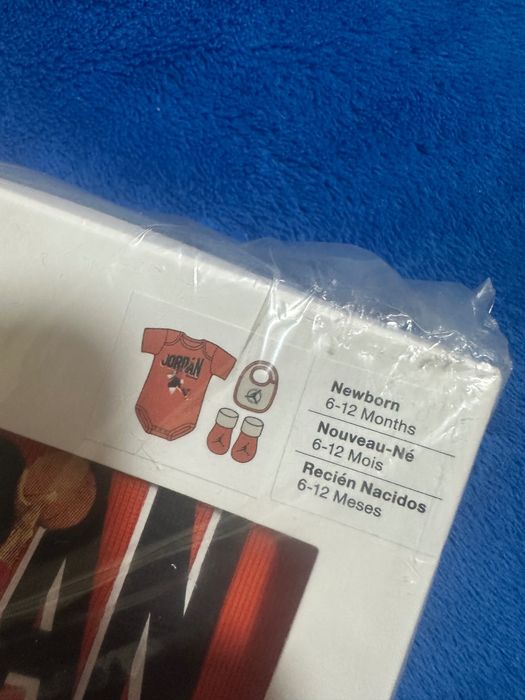 JORDAN
Newborn
6-12 Months
Nouveau-Né
6-12 Mois
Recién Nacidos
6-12 Meses